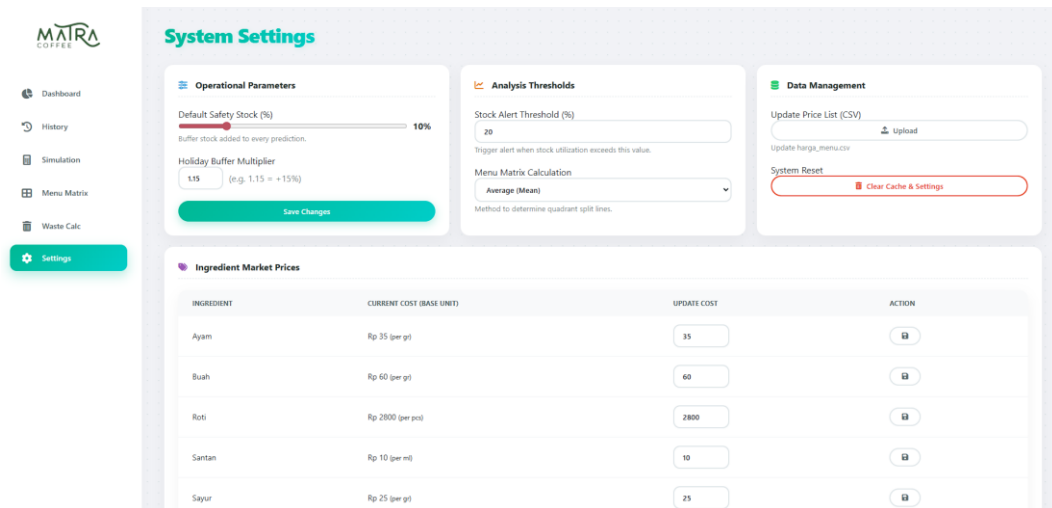 MATRA
COFFEE
Dashboard
History
Simulation
Menu Matrix
Waste Calc
Settings
System Settings
Operational Parameters
Default Safety Stock (%)
10%
Buffer stock added to every prediction.
Holiday Buffer Multiplier
1.15 (e.g. 1.15 = +15%)
Save Changes
Analysis Thresholds
Stock Alert Threshold (%)
20
Trigger alert when stock utilization exceeds this value.
Menu Matrix Calculation
Average (Mean)
Method to determine quadrant split lines.
Data Management
Update Price List (CSV)
Upload
Update harga_menu.csv
System Reset
Clear Cache & Settings
Ingredient Market Prices
INGREDIENT CURRENT COST (BASE UNIT) UPDATE COST ACTION
Ayam Rp 35 (per gr) 35
Buah Rp 60 (per gr) 60
Roti Rp 2800 (per pcs) 2800
Santan Rp 10 (per ml) 10
Sayur Rp 25 (per gr) 25